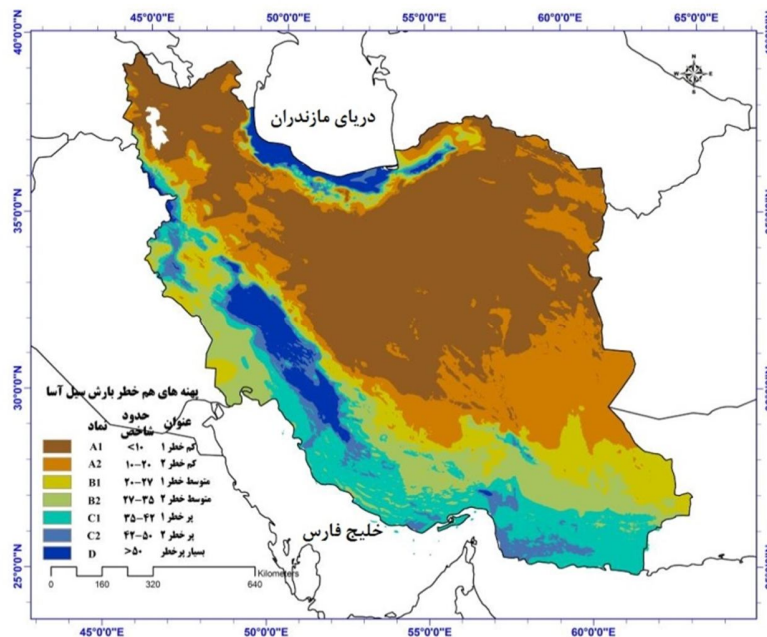 45°0'0"E 50°0'0"E 55°0'0"E 60°0'0"E 65°0'0"E
40°0'0"N
35°0'0"N
30°0'0"N
25°0'0"N
N
W E
S
دریای مازندران
خلیج فارس
پهنه های هم خطر بارش سیل آسا
نماد حدود شاخص عنوان
A1 <۱۰ کم خطر ۱
A2 ۱۰-۲۰ کم خطر ۲
B1 ۲۰-۲۷ متوسط خطر ۱
B2 ۲۷-۳۵ متوسط خطر ۲
C1 ۳۵-۴۲ پر خطر ۱
C2 ۴۲-۵۰ پر خطر ۲
D >۵۰ بسیار پرخطر
Kilometers
0 160 320 640
45°0'0"E 50°0'0"E 55°0'0"E 60°0'0"E 65°0'0"E